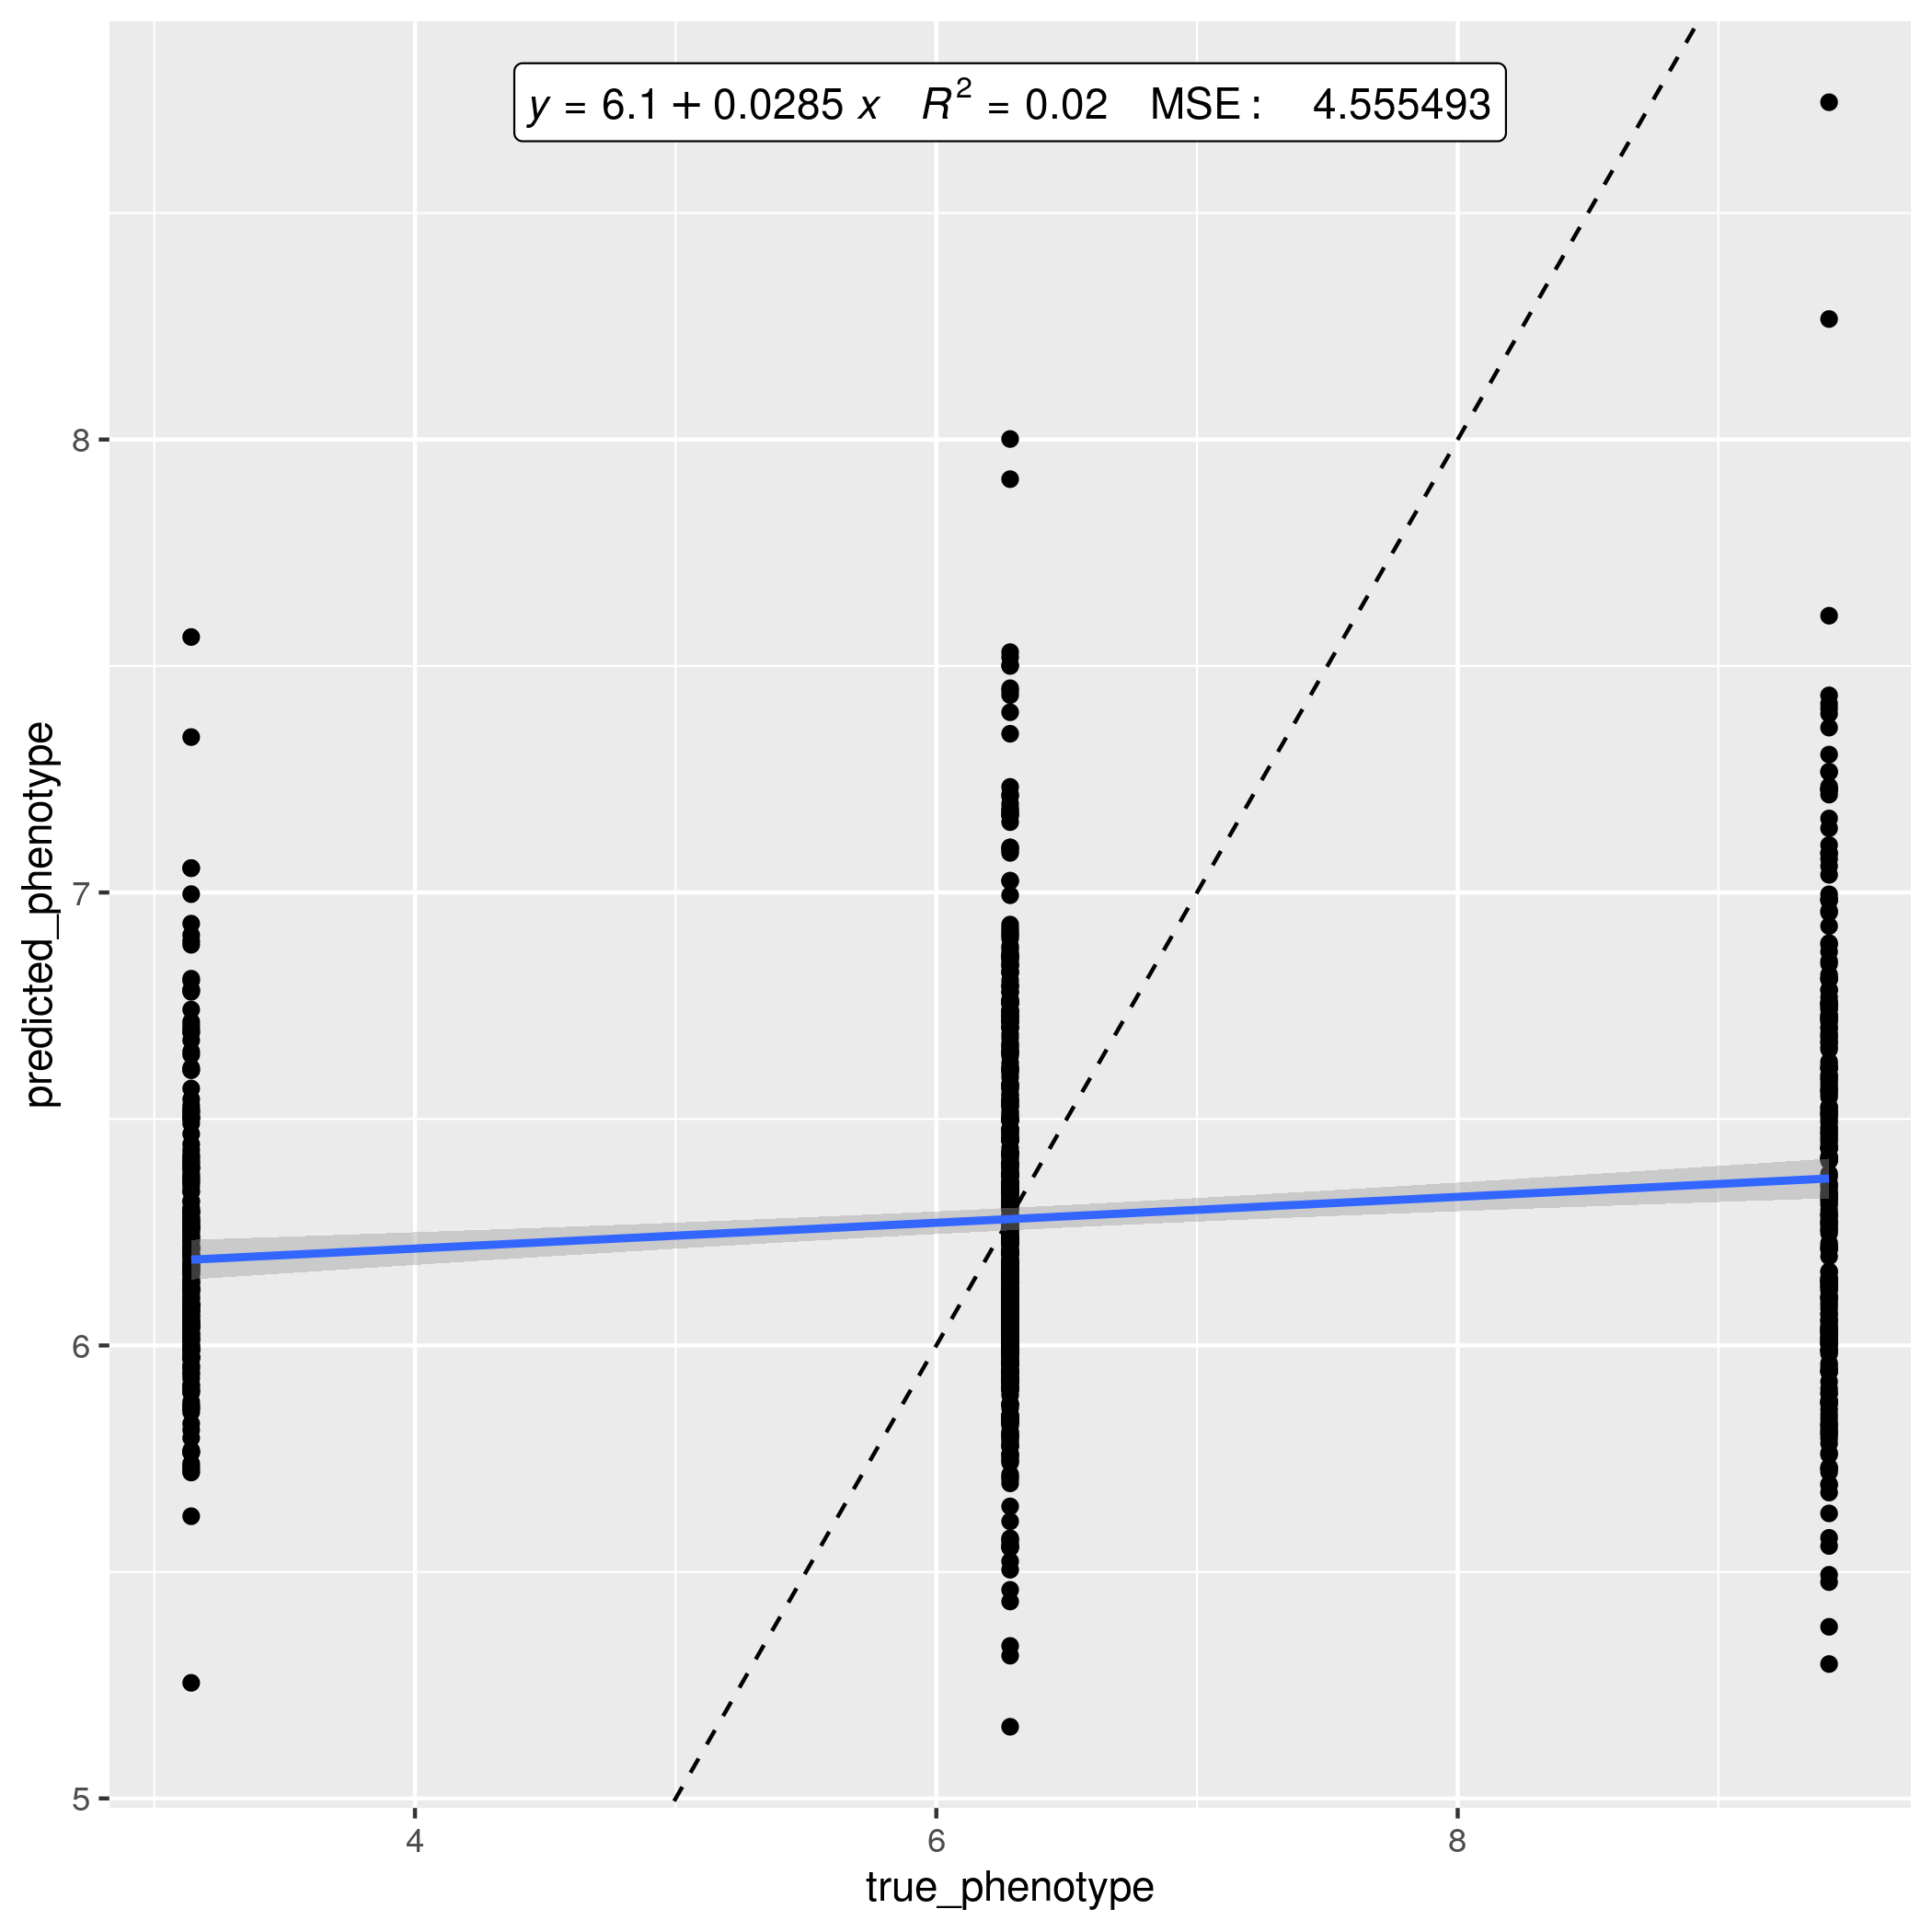 y = 6.1 + 0.0285 x R² = 0.02 MSE : 4.555493
predicted_phenotype
8
7
6
5
4 6 8
true_phenotype